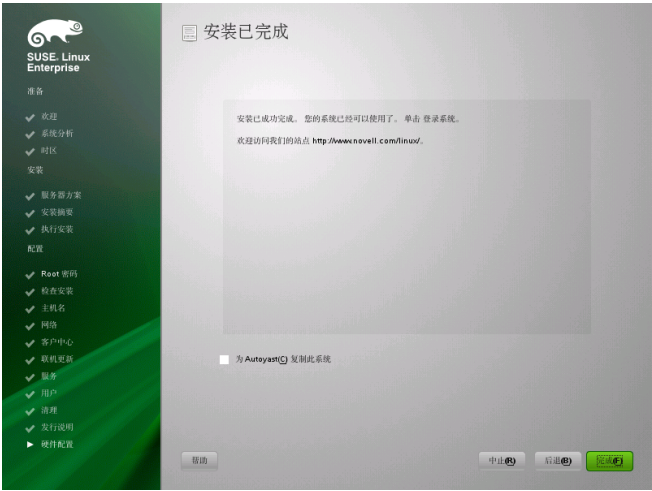 SUSE. Linux
Enterprise
准备
欢迎
系统分析
时区
安装
服务器方案
安装摘要
执行安装
配置
Root 密码
检查安装
主机名
网络
客户中心
联机更新
服务
用户
清理
发行说明
硬件配置
安装已完成
安装已成功完成。 您的系统已经可以使用了。 单击 登录系统。
欢迎访问我们的站点 http://www.novell.com/linux/。
为 Autoyast(C) 复制此系统
帮助
中止(R)
后退(B)
完成(F)